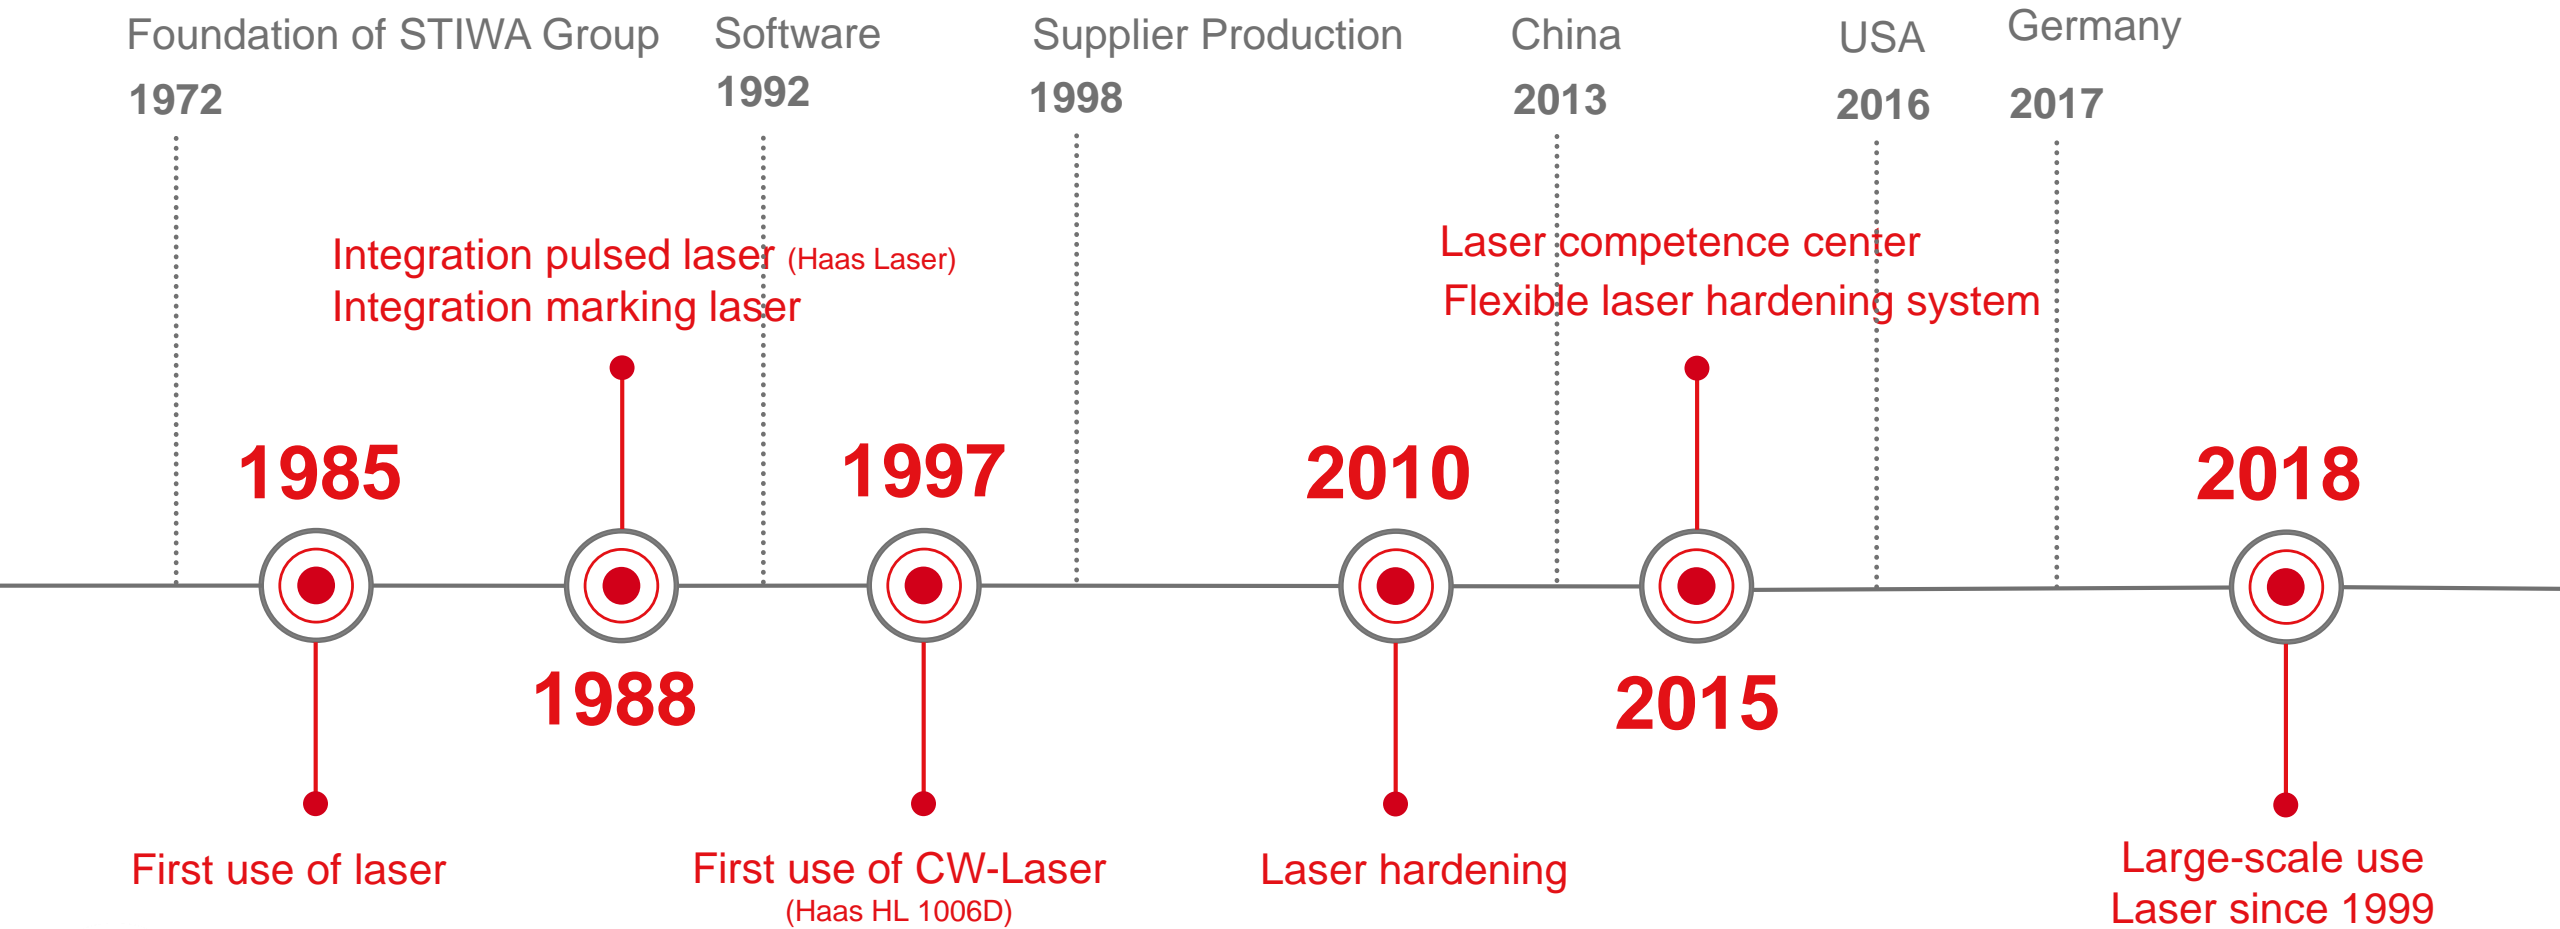 Foundation of STIWA Group
1972
Software
1992
Supplier Production
1998
China
2013
USA
2016
Germany
2017
Integration pulsed laser (Haas Laser)
Integration marking laser
Laser competence center
Flexible laser hardening system
1985
1997
2010
2018
1988
2015
First use of laser
First use of CW-Laser
(Haas HL 1006D)
Laser hardening
Large-scale use
Laser since 1999